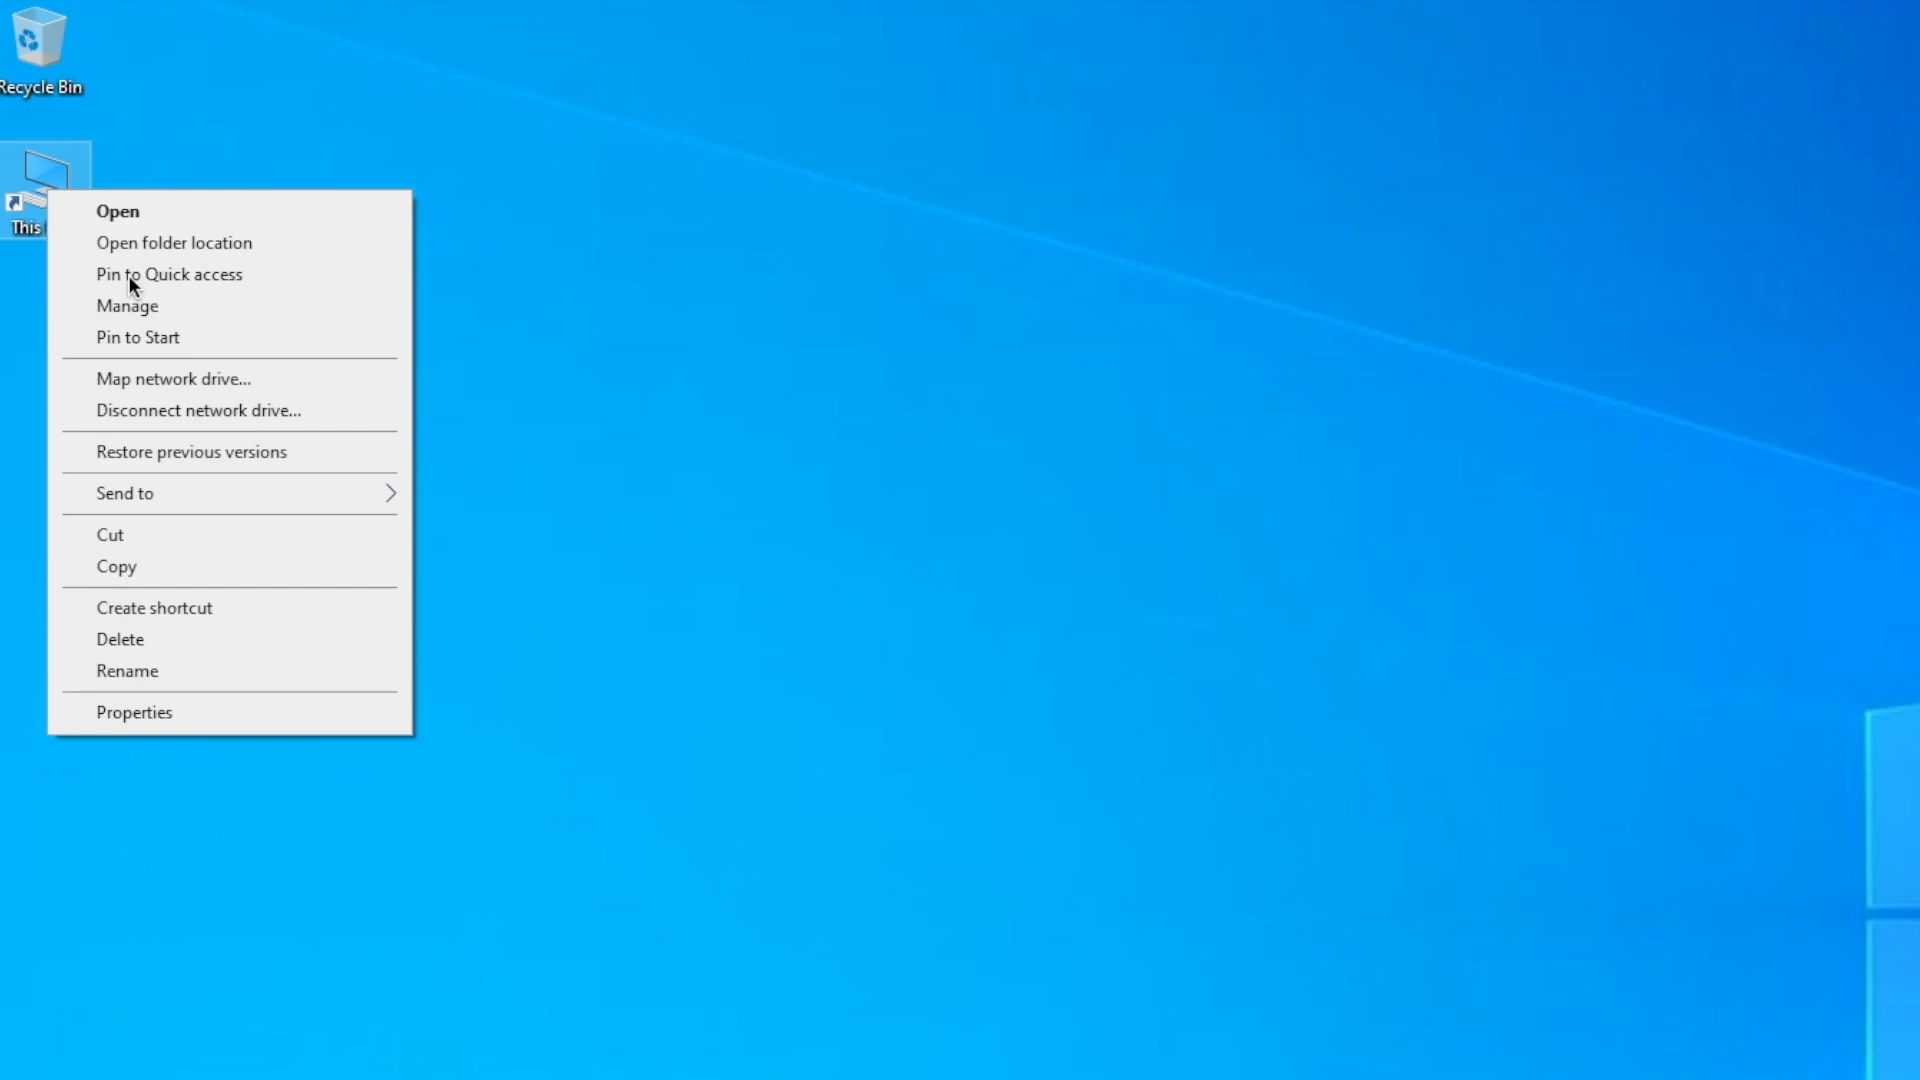 Recycle Bin
This
Open
Open folder location
Pin to Quick access
Manage
Pin to Start
Map network drive...
Disconnect network drive...
Restore previous versions
Send to
Cut
Copy
Create shortcut
Delete
Rename
Properties